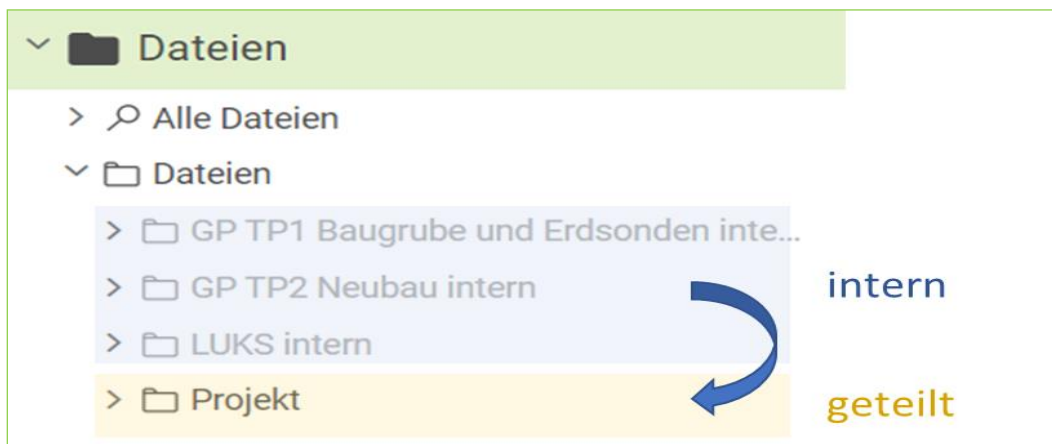 Dateien
Alle Dateien
Dateien
GP TP1 Baugrube und Erdsonden inte...
GP TP2 Neubau intern
intern
LUKS intern
Projekt
geteilt